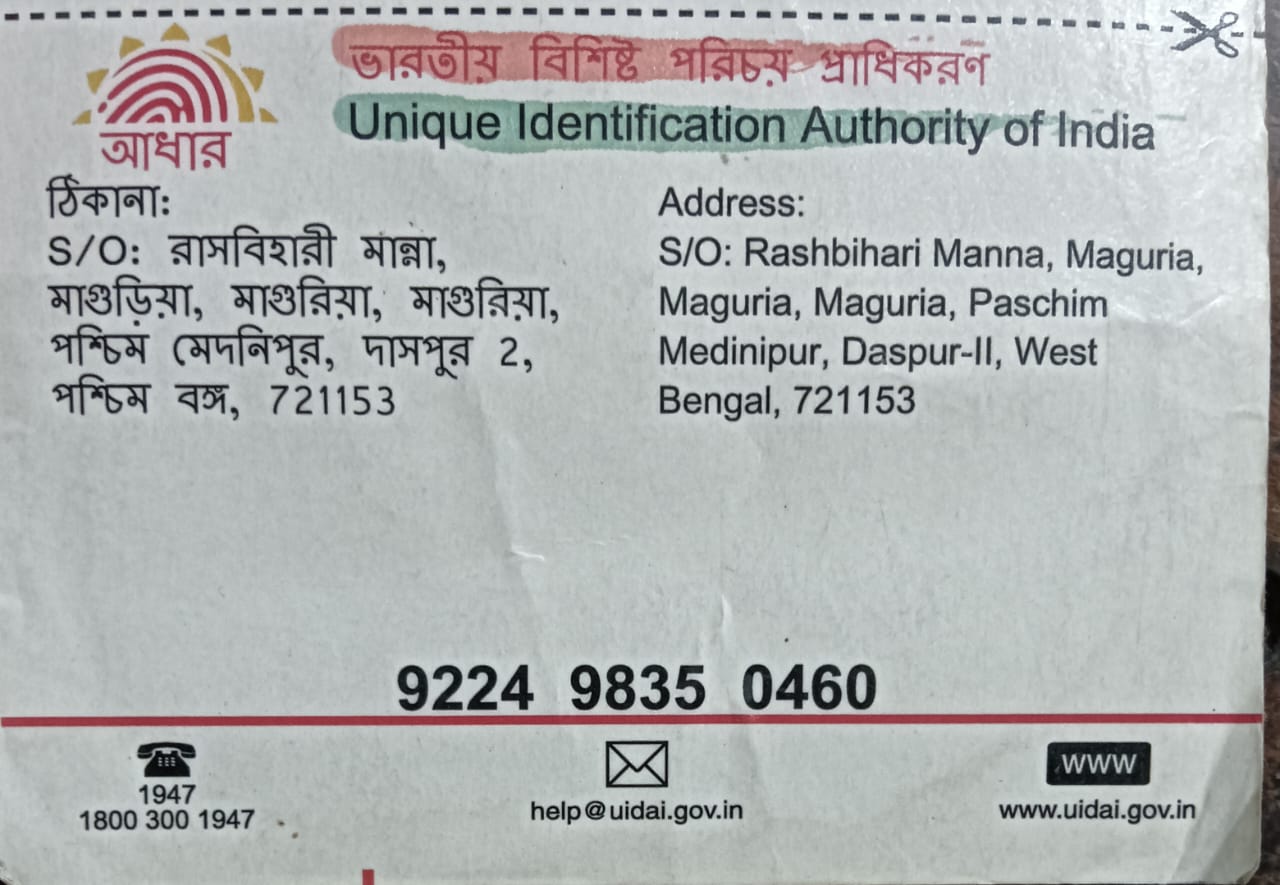 ভারতীয় বিশিষ্ট পরিচয় প্রাধিকরণ
Unique Identification Authority of India
আধার
ঠিকানা:
S/O: রাসবিহারী মান্না,
মাগুড়িয়া, মাগুরিয়া, মাগুরিয়া,
পশ্চিম মেদনিপুর, দাসপুর 2,
পশ্চিম বঙ্গ, 721153
Address:
S/O: Rashbihari Manna, Maguria,
Maguria, Maguria, Paschim
Medinipur, Daspur-II, West
Bengal, 721153
9224 9835 0460
1947
1800 300 1947
help@uidai.gov.in
www
www.uidai.gov.in